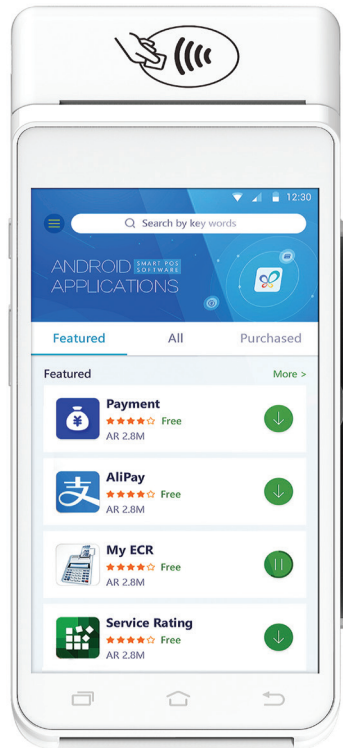 12:30
Search by key words
ANDROID SMART POS
SOFTWARE
APPLICATIONS
Featured All Purchased
Featured More >
Payment
Free
AR 2.8M
AliPay
支
Free
AR 2.8M
My ECR
Free
AR 2.8M
Service Rating
Free
AR 2.8M